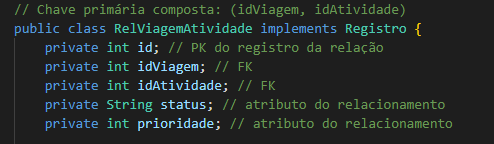 // Chave primária composta: (idViagem, idAtividade)
public class RelViagemAtividade implements Registro {
private int id; // PK do registro da relação
private int idViagem; // FK
private int idAtividade; // FK
private String status; // atributo do relacionamento
private int prioridade; // atributo do relacionamento